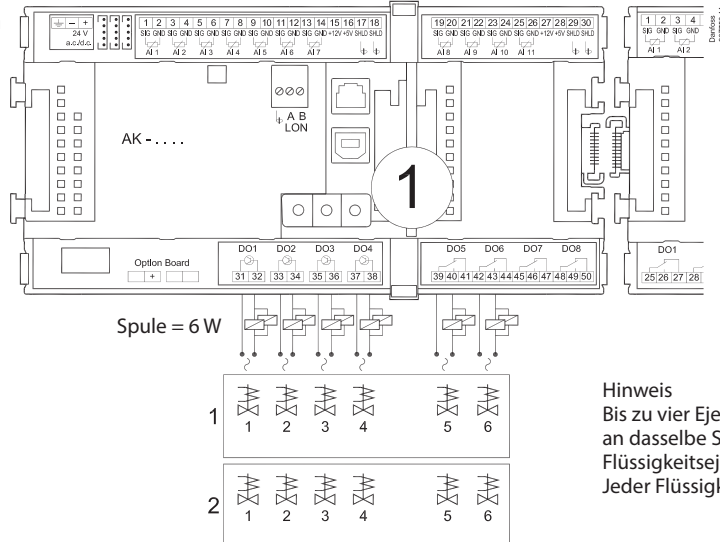 ⏚ – +
24 V
a.c./d.c.
1 2 3 4 5 6 7 8 9 10 11 12 13 14 15 16 17 18
SIG GND SIG GND SIG GND SIG GND SIG GND SIG GND SIG GND +12V +5V SHLD SHLD
AI 1 AI 2 AI 3 AI 4 AI 5 AI 6 AI 7
19 20 21 22 23 24 25 26 27 28 29 30
SIG GND SIG GND SIG GND SIG GND +12V +5V SHLD SHLD
AI 8 AI 9 AI 10 AI 11
1 2 3 4
SIG GND SIG GND
AI 1 AI 2
Danfoss
AK - . . . .
A B
LON
1
Option Board
+
DO1 DO2 DO3 DO4
31 32 33 34 35 36 37 38
DO5 DO6 DO7 DO8
39 40 41 42 43 44 45 46 47 48 49 50
DO1
25 26 27 28
Spule = 6 W
1
1 2 3 4 5 6
2
1 2 3 4 5 6
Hinweis
Bis zu vier Eje
an dasselbe S
Flüssigkeitsej
Jeder Flüssigk